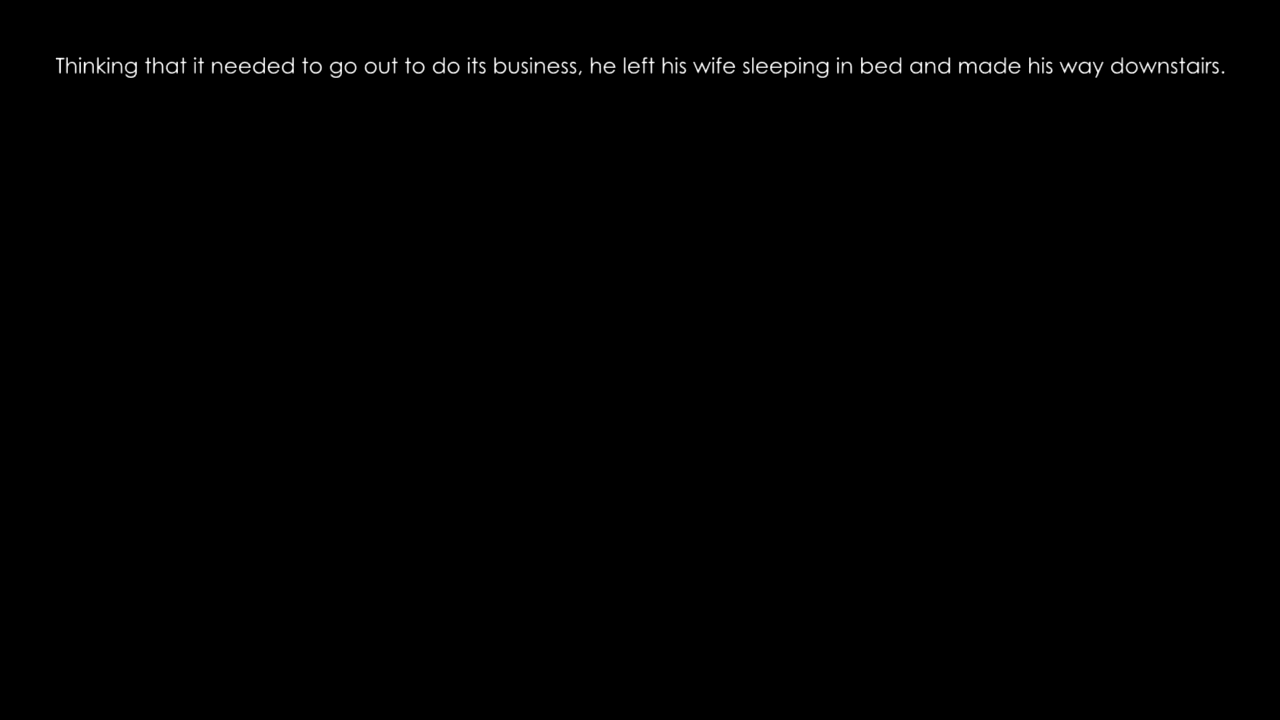 Thinking that it needed to go out to do its business, he left his wife sleeping in bed and made his way downstairs.